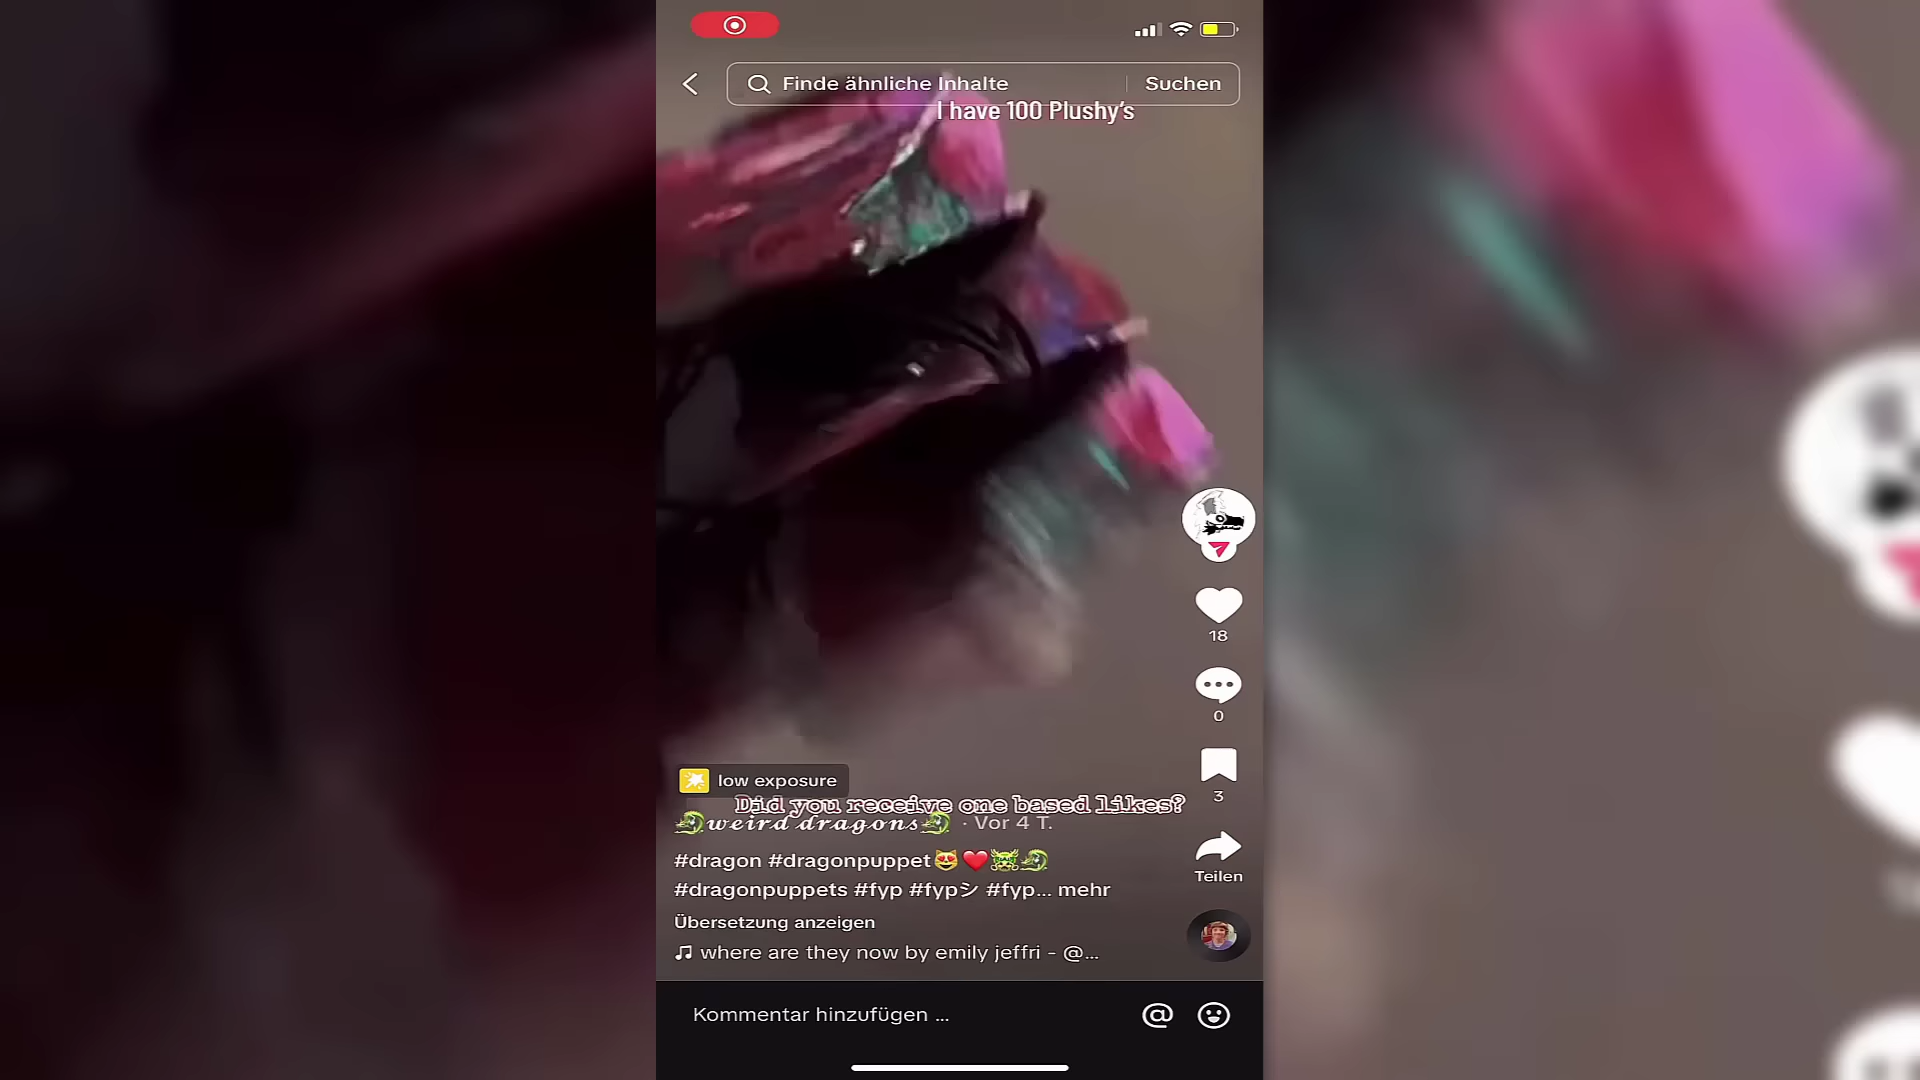 Finde ähnliche Inhalte
Suchen
I have 100 Plushy's
18
0
3
Teilen
low exposure
Did you receive one based likes?
🐉weird dragons🐉 · Vor 4 T.
#dragon #dragonpuppet😻❤️🐲🐉
#dragonpuppets #fyp #fypシ #fyp... mehr
Übersetzung anzeigen
♫ where are they now by emily jeffri - @...
Kommentar hinzufügen ...
@